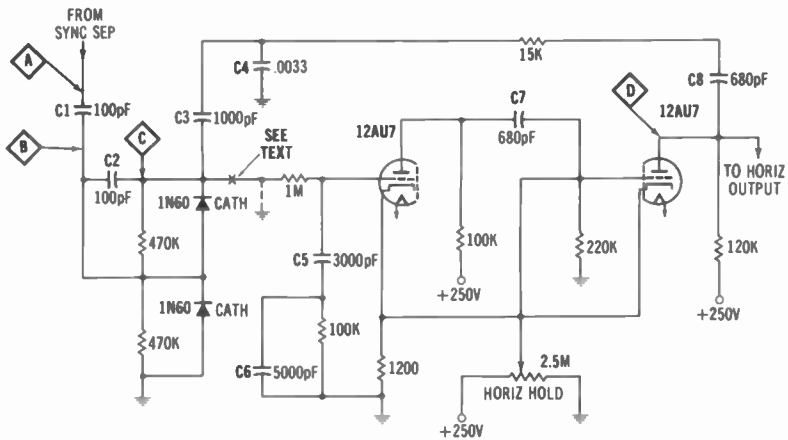 FROM
SYNC SEP
A
C1
100pF
B
C2
100pF
C
C3
1000pF
C4
.0033
15K
C8
680pF
D
12AU7
12AU7
C7
680pF
SEE
TEXT
1M
1N60
CATH
470K
1N60
CATH
470K
C5
3000pF
100K
C6
5000pF
1200
100K
+250V
220K
2.5M
HORIZ HOLD
+250V
TO HORIZ
OUTPUT
120K
+250V